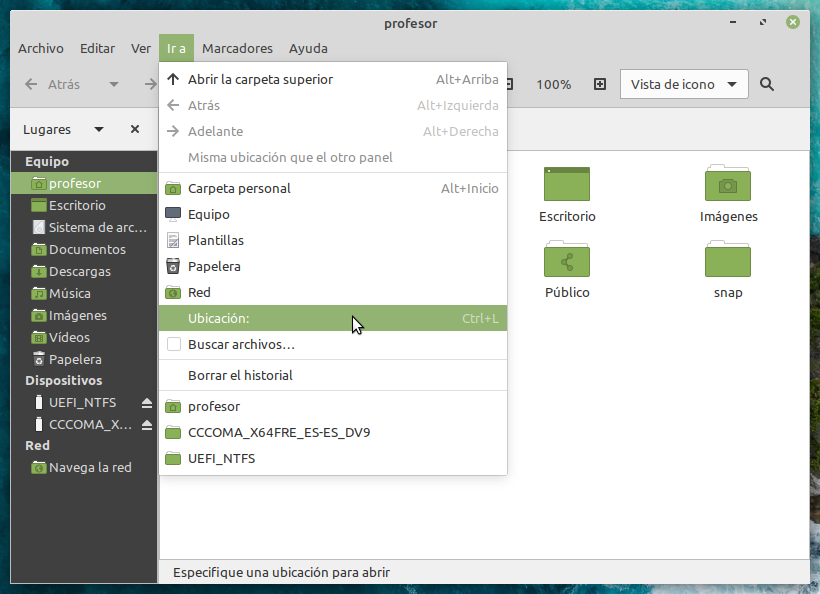 profesor
Archivo Editar Ver Ir a Marcadores Ayuda
Atrás 100% Vista de icono
Lugares
Equipo
profesor
Escritorio
Sistema de arc...
Documentos
Descargas
Música
Imágenes
Vídeos
Papelera
Dispositivos
UEFI_NTFS
CCCOMA_X...
Red
Navega la red
Abrir la carpeta superior Alt+Arriba
Atrás Alt+Izquierda
Adelante Alt+Derecha
Misma ubicación que el otro panel
Carpeta personal Alt+Inicio
Equipo
Plantillas
Papelera
Red
Ubicación: Ctrl+L
Buscar archivos...
Borrar el historial
profesor
CCCOMA_X64FRE_ES-ES_DV9
UEFI_NTFS
Escritorio
Imágenes
Público
snap
Especifique una ubicación para abrir